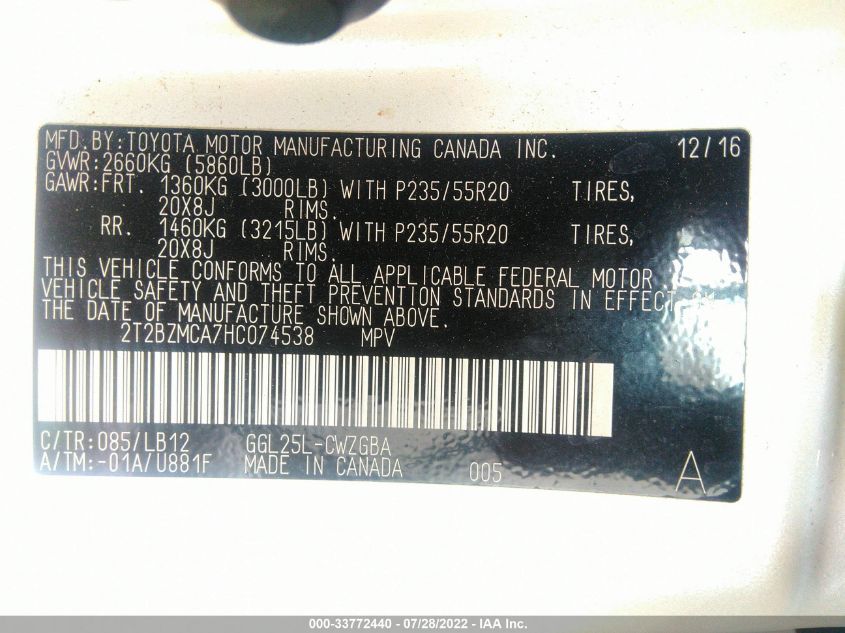 MFD.BY:TOYOTA MOTOR MANUFACTURING CANADA INC. 12/16
GVWR:2660KG (5860LB)
GAWR:FRT. 1360KG (3000LB) WITH P235/55R20 TIRES,
20X8J RIMS.
RR. 1460KG (3215LB) WITH P235/55R20 TIRES,
20X8J RIMS.
THIS VEHICLE CONFORMS TO ALL APPLICABLE FEDERAL MOTOR
VEHICLE SAFETY AND THEFT PREVENTION STANDARDS IN EFFECT ON
THE DATE OF MANUFACTURE SHOWN ABOVE.
2T2BZMCA7HC074538 MPV
C/TR:085/LB12 GGL25L-CWZGBA
A/TM:-01A/U881F MADE IN CANADA 005 A
000-33772440 - 07/28/2022 - IAA Inc.